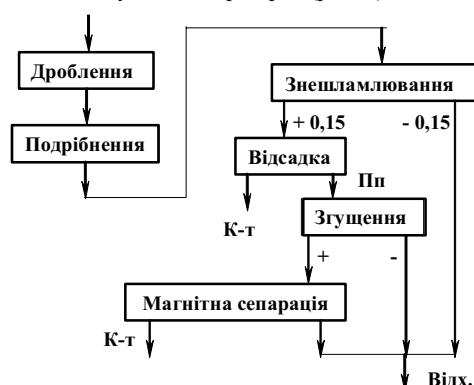 Дроблення
Знешламлювання
Подрібнення
+ 0,15
- 0,15
Відсадка
Пп
К-т
Згущення
+
-
Магнітна сепарація
К-т
Відх.